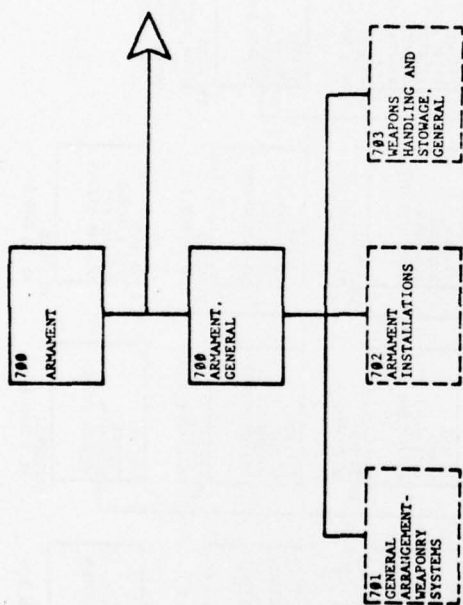 700
ARMAMENT
700
ARMAMENT,
GENERAL
701
GENERAL
ARRANGEMENT-
WEAPONRY
SYSTEMS
702
ARMAMENT
INSTALLATIONS
703
WEAPONS
HANDLING AND
STOWAGE,
GENERAL